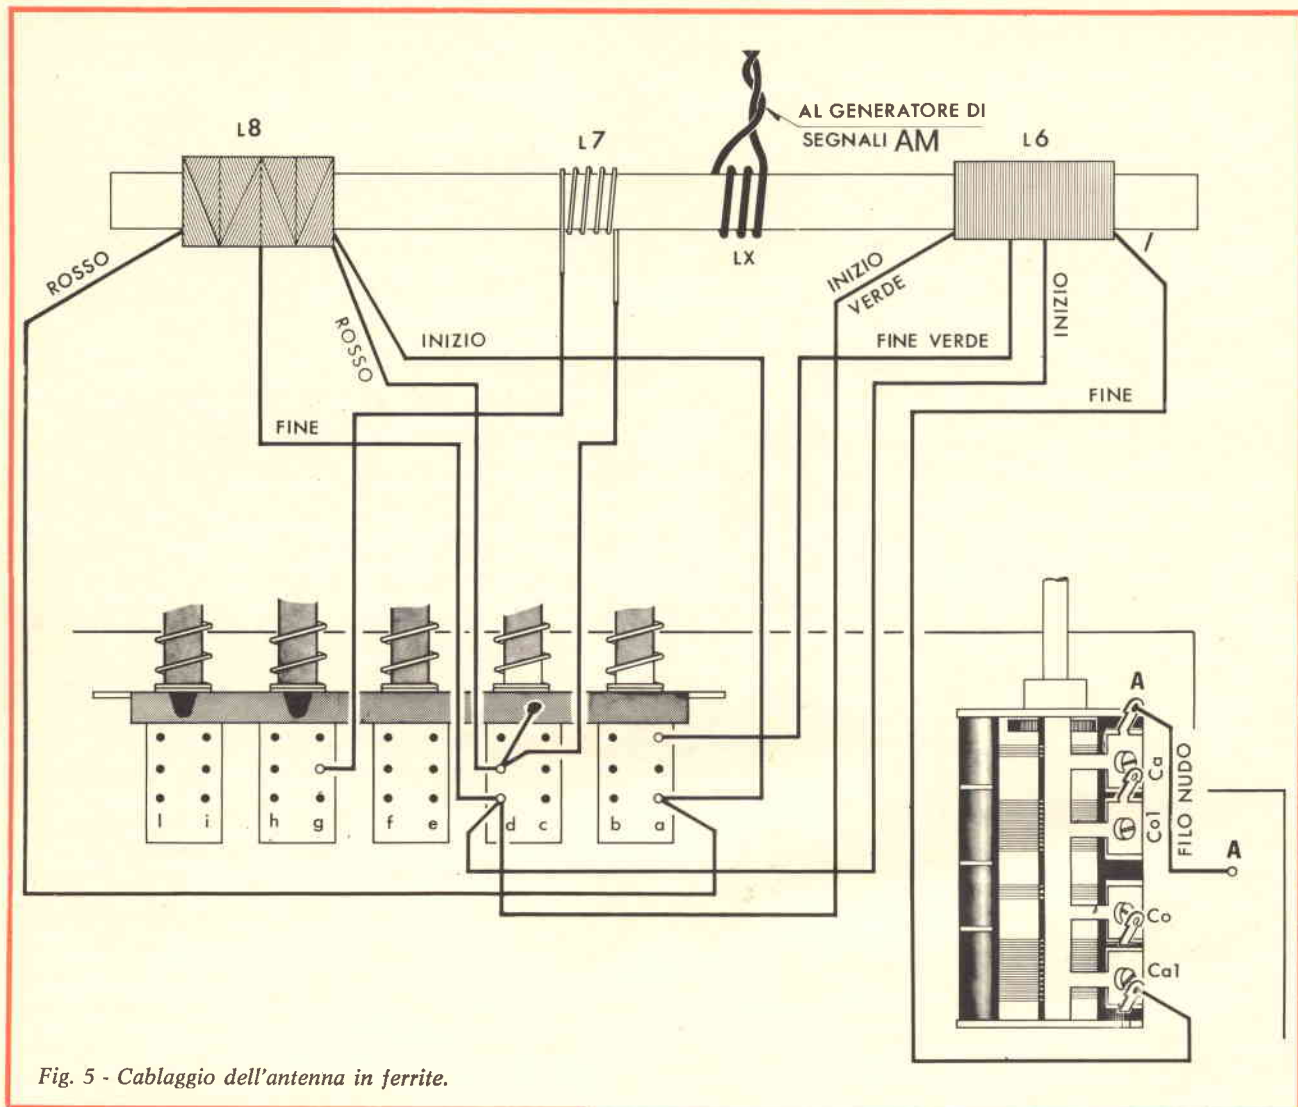 L8
L7
AL GENERATORE DI
SEGNALI AM
L6
LX
ROSSO
ROSSO
INIZIO
FINE
INIZIO
VERDE
FINE VERDE
INIZIO
FINE
l i h g f e d c b a
A
Ca
Co1
FILO NUDO
A
Co
Ca1
Fig. 5 - Cablaggio dell'antenna in ferrite.